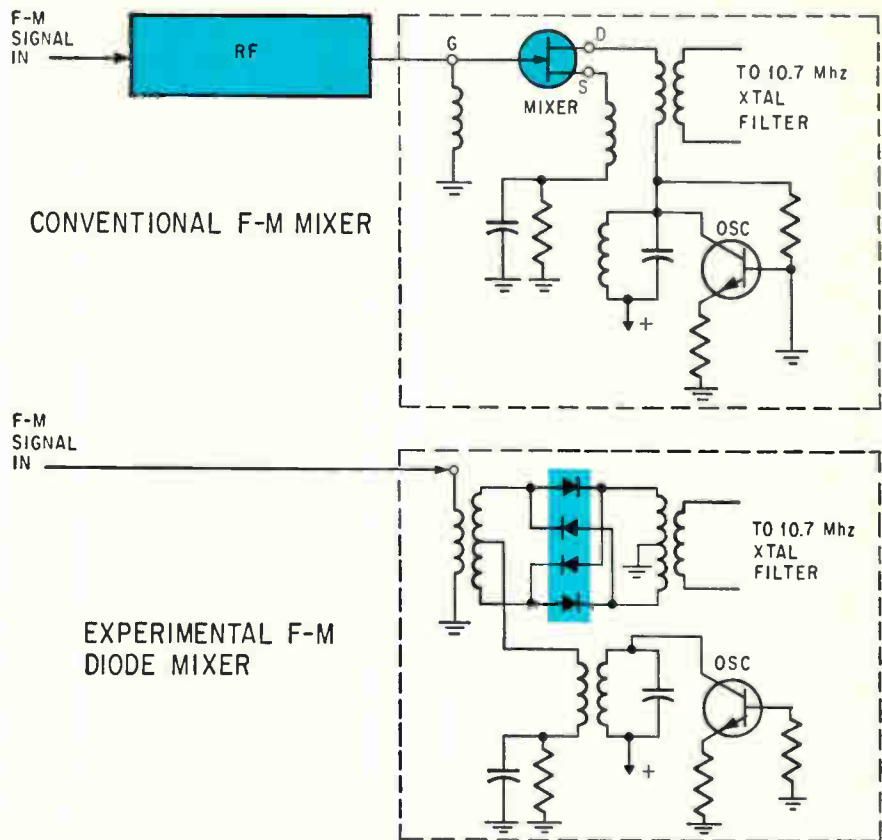 F-M
SIGNAL
IN
RF
G
D
S
MIXER
TO 10.7 Mhz
XTAL
FILTER
CONVENTIONAL F-M MIXER
OSC
+
F-M
SIGNAL
IN
TO 10.7 Mhz
XTAL
FILTER
EXPERIMENTAL F-M
DIODE MIXER
OSC
+